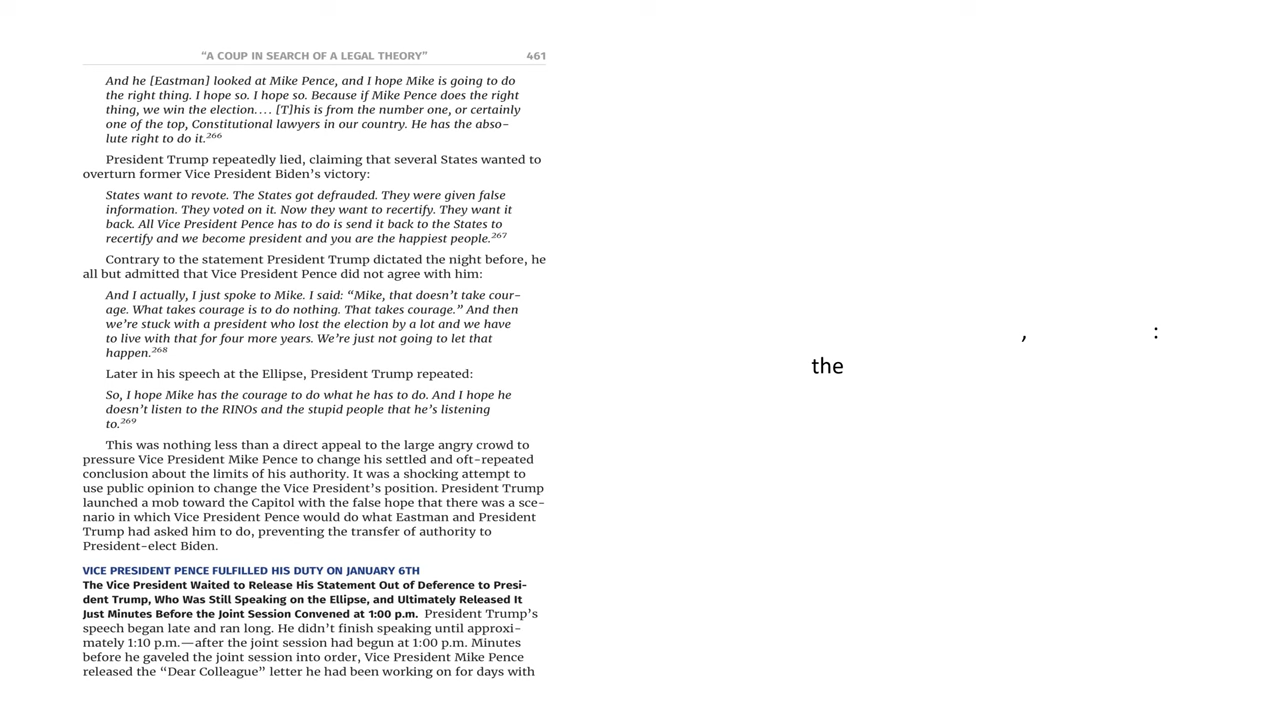 “A COUP IN SEARCH OF A LEGAL THEORY” 461
And he [Eastman] looked at Mike Pence, and I hope Mike is going to do
the right thing. I hope so. I hope so. Because if Mike Pence does the right
thing, we win the election.... [T]his is from the number one, or certainly
one of the top, Constitutional lawyers in our country. He has the abso-
lute right to do it.266
President Trump repeatedly lied, claiming that several States wanted to
overturn former Vice President Biden’s victory:
States want to revote. The States got defrauded. They were given false
information. They voted on it. Now they want to recertify. They want it
back. All Vice President Pence has to do is send it back to the States to
recertify and we become president and you are the happiest people.267
Contrary to the statement President Trump dictated the night before, he
all but admitted that Vice President Pence did not agree with him:
And I actually, I just spoke to Mike. I said: “Mike, that doesn’t take cour-
age. What takes courage is to do nothing. That takes courage.” And then
we’re stuck with a president who lost the election by a lot and we have
to live with that for four more years. We’re just not going to let that
happen.268
Later in his speech at the Ellipse, President Trump repeated:
So, I hope Mike has the courage to do what he has to do. And I hope he
doesn’t listen to the RINOs and the stupid people that he’s listening
to.269
This was nothing less than a direct appeal to the large angry crowd to
pressure Vice President Mike Pence to change his settled and oft-repeated
conclusion about the limits of his authority. It was a shocking attempt to
use public opinion to change the Vice President’s position. President Trump
launched a mob toward the Capitol with the false hope that there was a sce-
nario in which Vice President Pence would do what Eastman and President
Trump had asked him to do, preventing the transfer of authority to
President-elect Biden.
VICE PRESIDENT PENCE FULFILLED HIS DUTY ON JANUARY 6TH
The Vice President Waited to Release His Statement Out of Deference to Presi-
dent Trump, Who Was Still Speaking on the Ellipse, and Ultimately Released It
Just Minutes Before the Joint Session Convened at 1:00 p.m. President Trump’s
speech began late and ran long. He didn’t finish speaking until approxi-
mately 1:10 p.m.—after the joint session had begun at 1:00 p.m. Minutes
before he gaveled the joint session into order, Vice President Mike Pence
released the “Dear Colleague” letter he had been working on for days with
, :
the